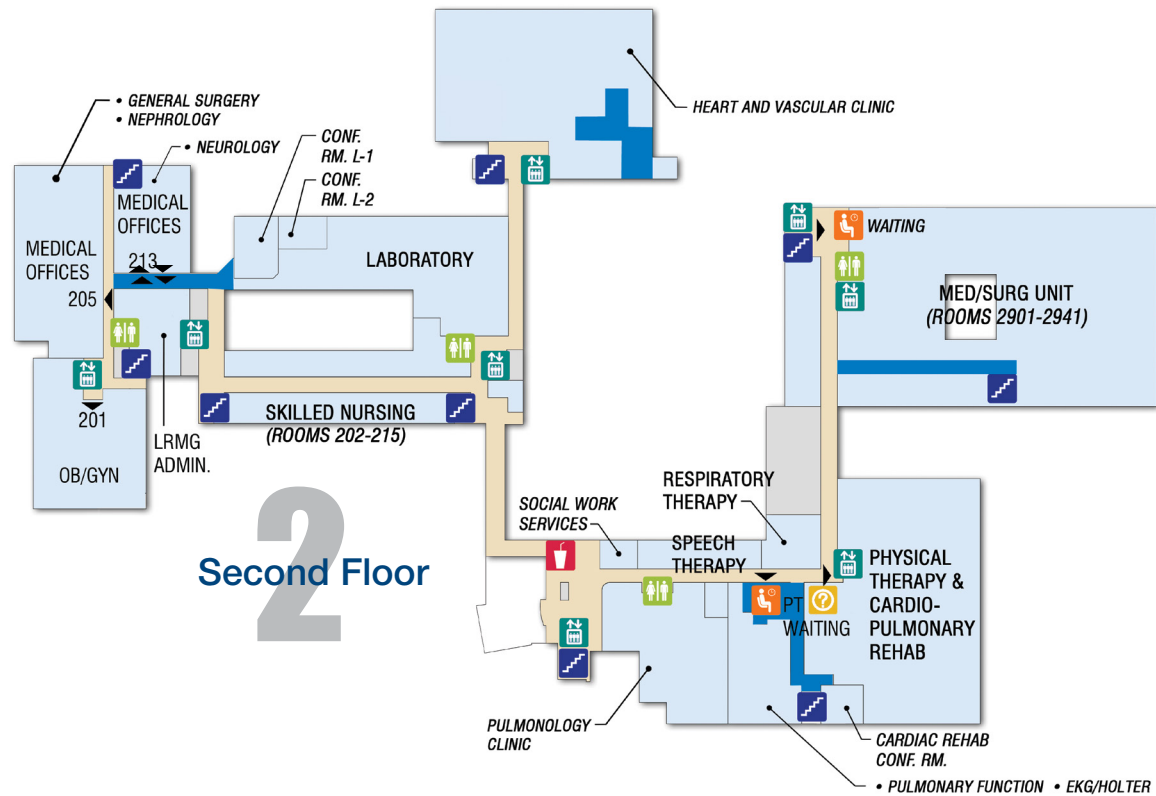 • GENERAL SURGERY
• NEPHROLOGY
HEART AND VASCULAR CLINIC
• NEUROLOGY
CONF.
RM. L-1
CONF.
RM. L-2
MEDICAL
OFFICES
213
MEDICAL
OFFICES
205
LABORATORY
WAITING
MED/SURG UNIT
(ROOMS 2901-2941)
201
OB/GYN
LRMG
ADMIN.
SKILLED NURSING
(ROOMS 202-215)
2
Second Floor
SOCIAL WORK
SERVICES
RESPIRATORY
THERAPY
SPEECH
THERAPY
PHYSICAL
THERAPY &
CARDIO-
PULMONARY
REHAB
?
PT
WAITING
PULMONOLOGY
CLINIC
CARDIAC REHAB
CONF. RM.
• PULMONARY FUNCTION • EKG/HOLTER